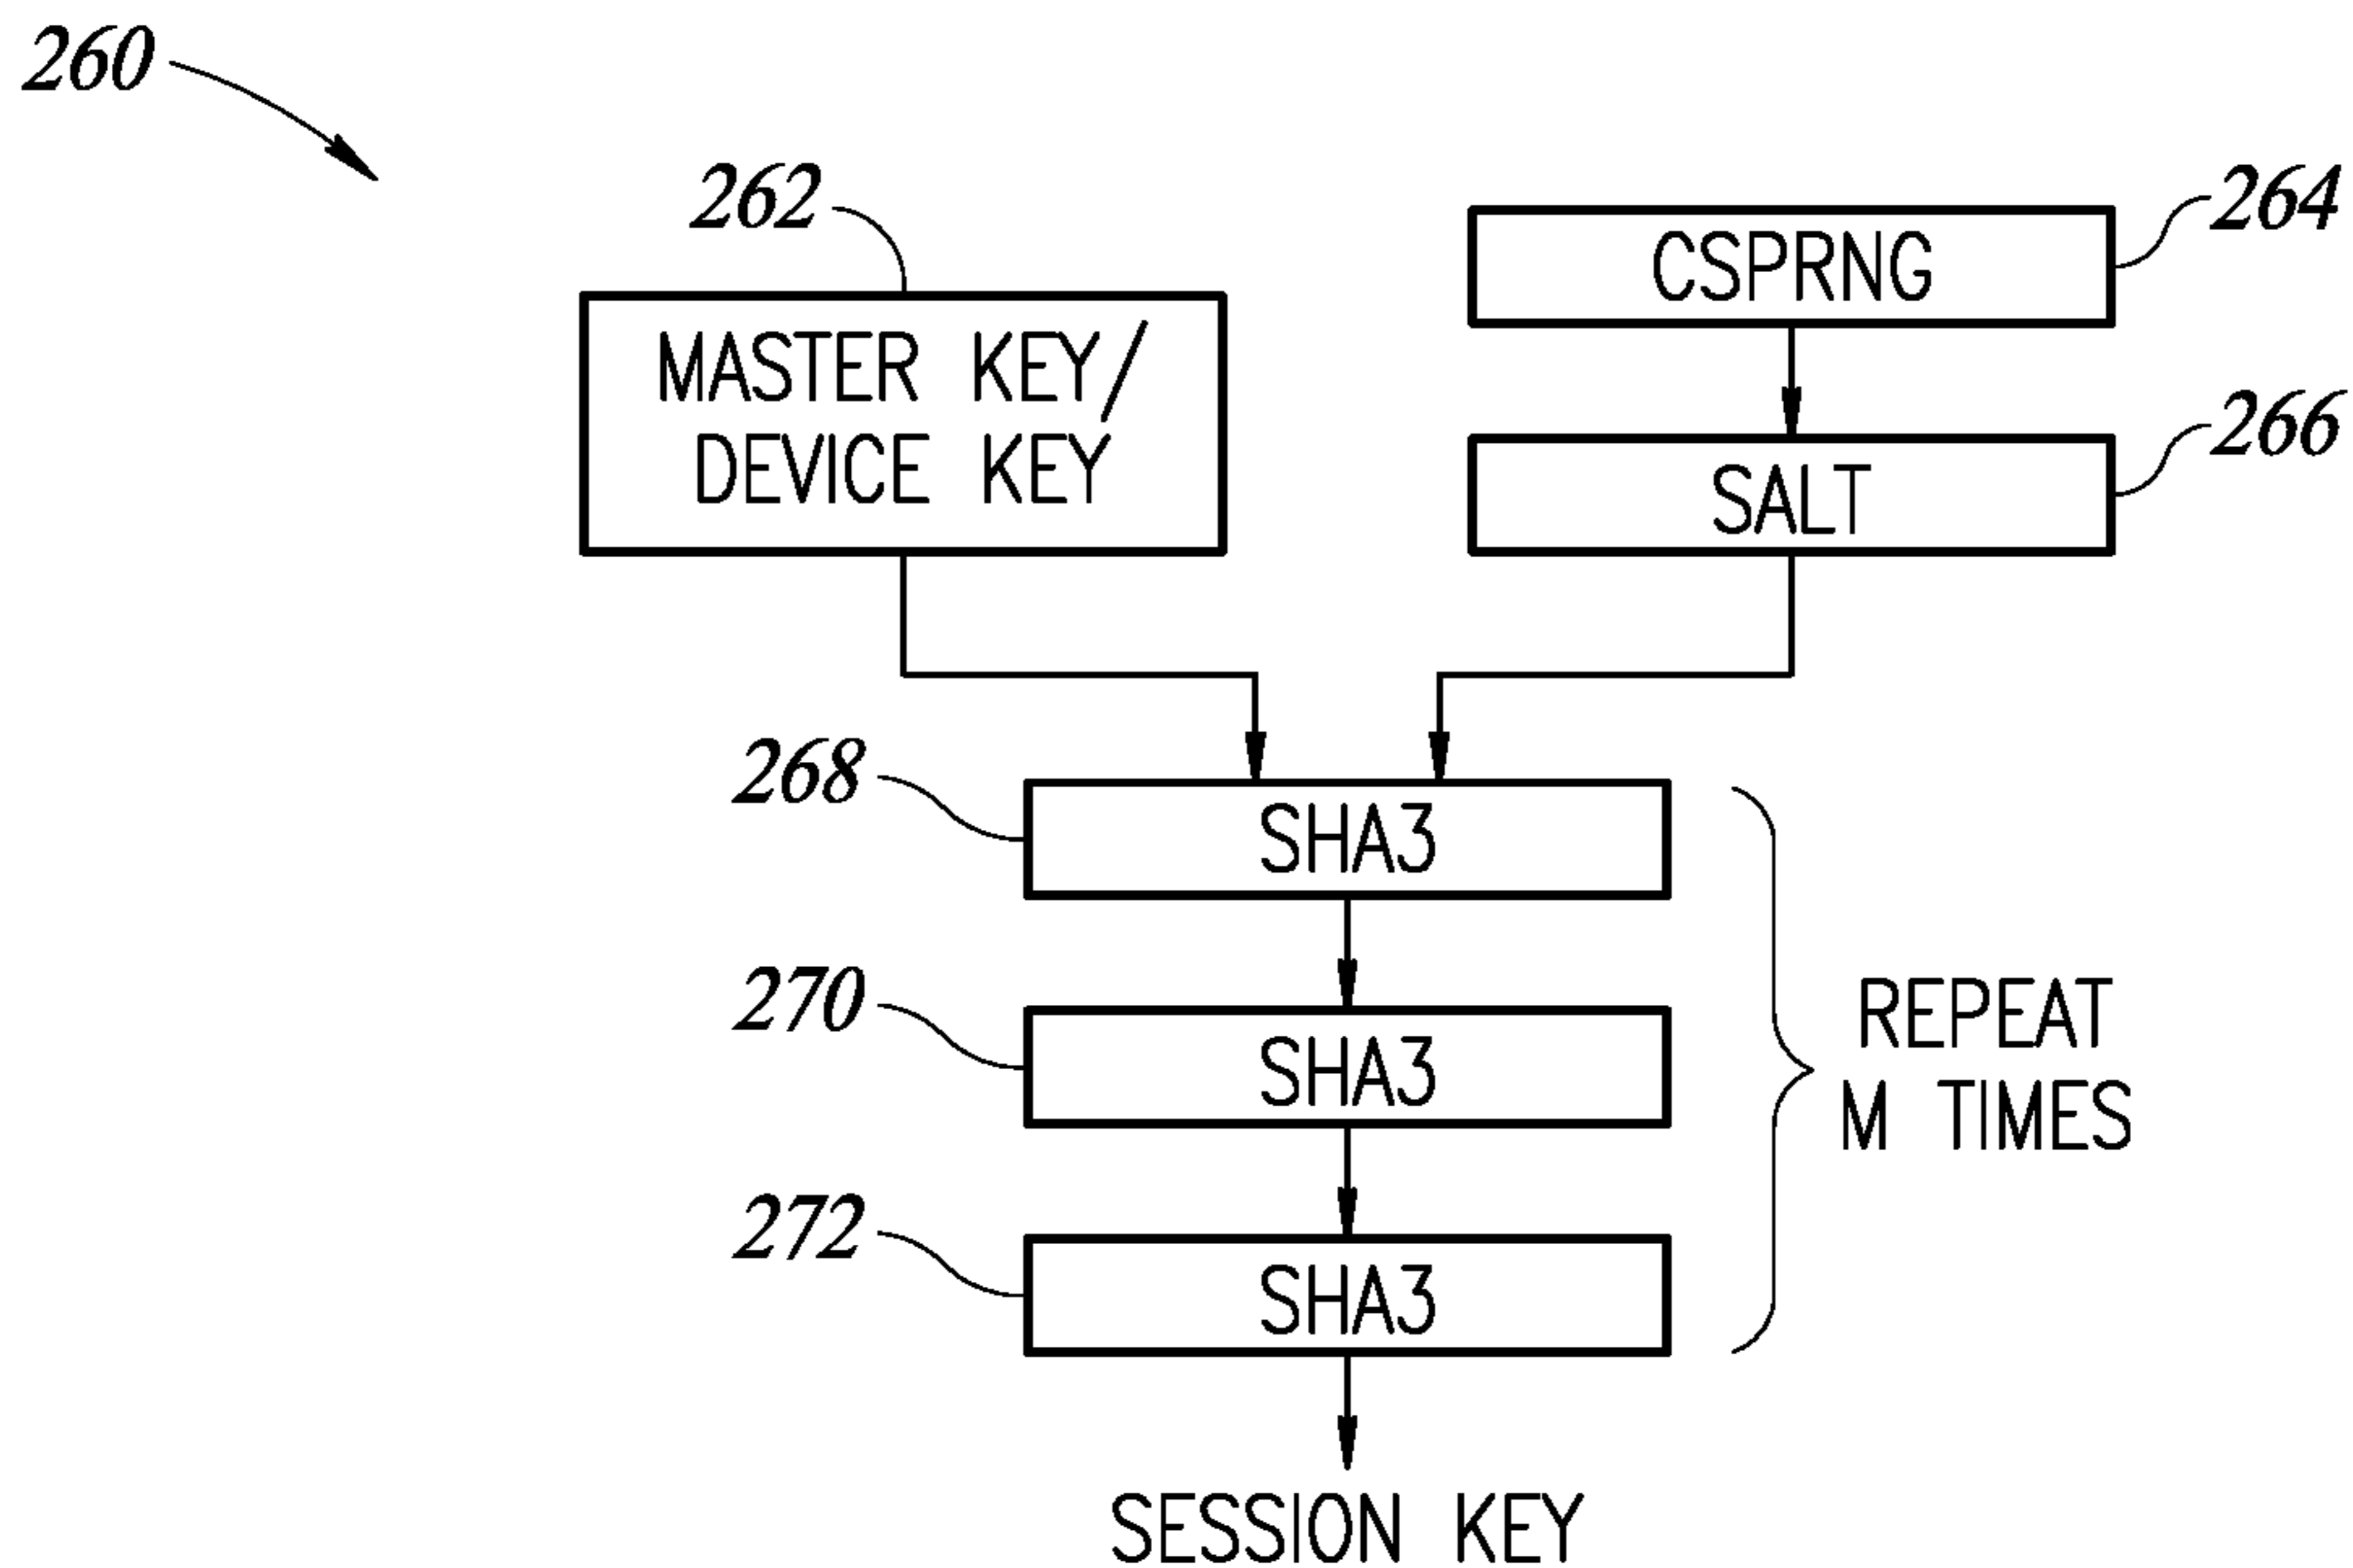 260
262
264
CSPRNG
MASTER KEY/
DEVICE KEY
266
SALT
268
SHA3
270
SHA3
REPEAT
M TIMES
272
SHA3
SESSION KEY